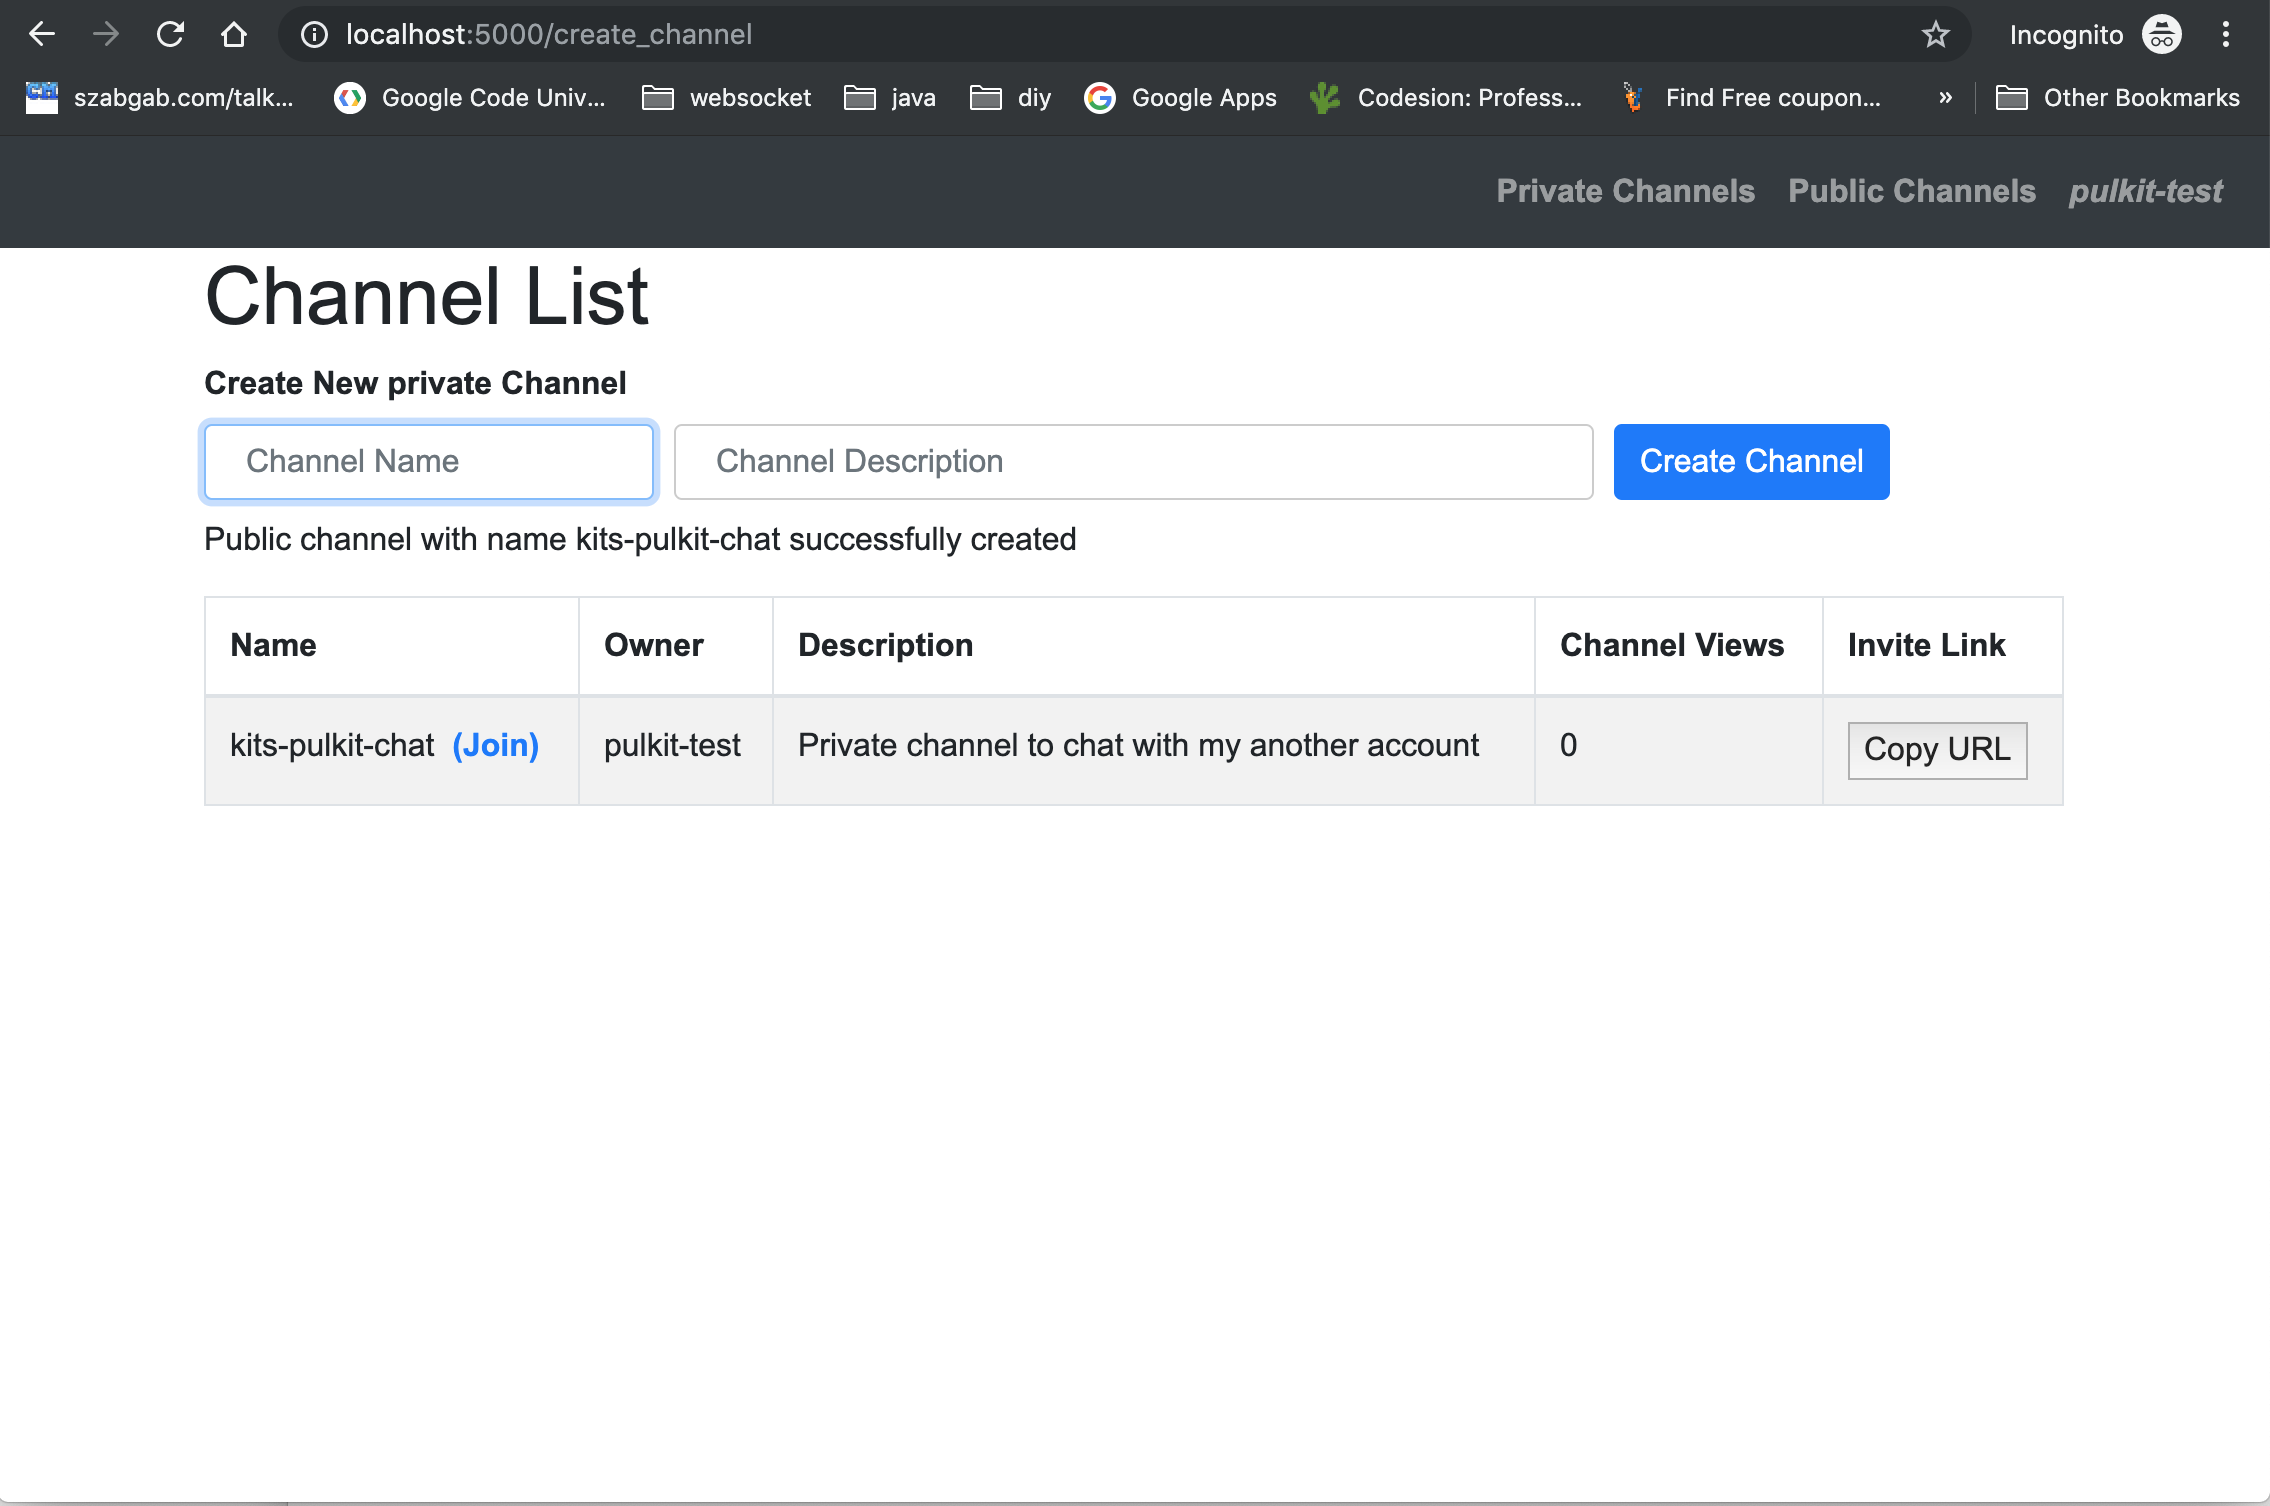 localhost:5000/create_channel
Incognito
szabgab.com/talk... Google Code Univ... websocket java diy Google Apps Codesion: Profess... Find Free coupon... » Other Bookmarks
Private Channels Public Channels pulkit-test
Channel List
Create New private Channel
Channel Name Channel Description Create Channel
Public channel with name kits-pulkit-chat successfully created
Name Owner Description Channel Views Invite Link
kits-pulkit-chat (Join) pulkit-test Private channel to chat with my another account 0 Copy URL